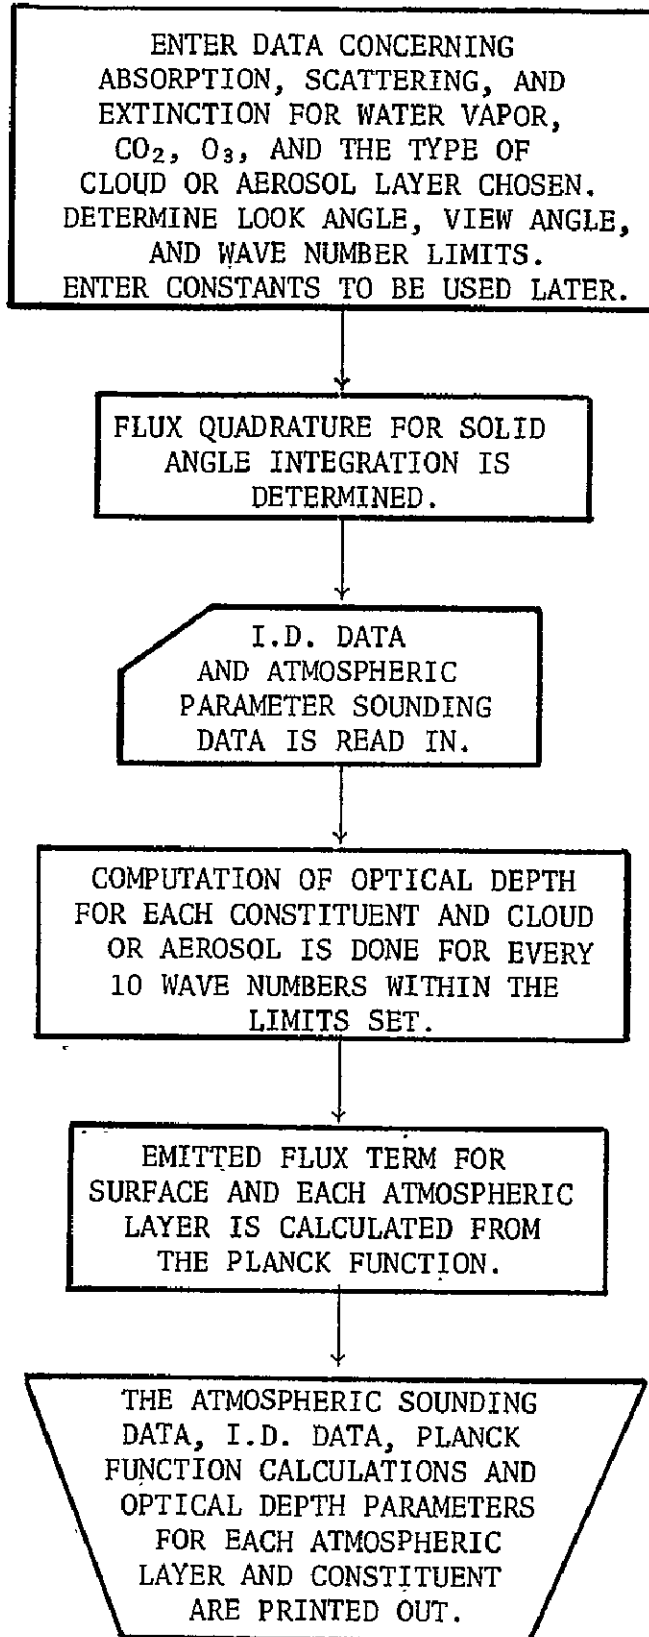 ENTER DATA CONCERNING
ABSORPTION, SCATTERING, AND
EXTINCTION FOR WATER VAPOR,
CO₂, O₃, AND THE TYPE OF
CLOUD OR AEROSOL LAYER CHOSEN.
DETERMINE LOOK ANGLE, VIEW ANGLE,
AND WAVE NUMBER LIMITS.
ENTER CONSTANTS TO BE USED LATER.
FLUX QUADRATURE FOR SOLID
ANGLE INTEGRATION IS
DETERMINED.
I.D. DATA
AND ATMOSPHERIC
PARAMETER SOUNDING
DATA IS READ IN.
COMPUTATION OF OPTICAL DEPTH
FOR EACH CONSTITUENT AND CLOUD
OR AEROSOL IS DONE FOR EVERY
10 WAVE NUMBERS WITHIN THE
LIMITS SET.
EMITTED FLUX TERM FOR
SURFACE AND EACH ATMOSPHERIC
LAYER IS CALCULATED FROM
THE PLANCK FUNCTION.
THE ATMOSPHERIC SOUNDING
DATA, I.D. DATA, PLANCK
FUNCTION CALCULATIONS AND
OPTICAL DEPTH PARAMETERS
FOR EACH ATMOSPHERIC
LAYER AND CONSTITUENT
ARE PRINTED OUT.